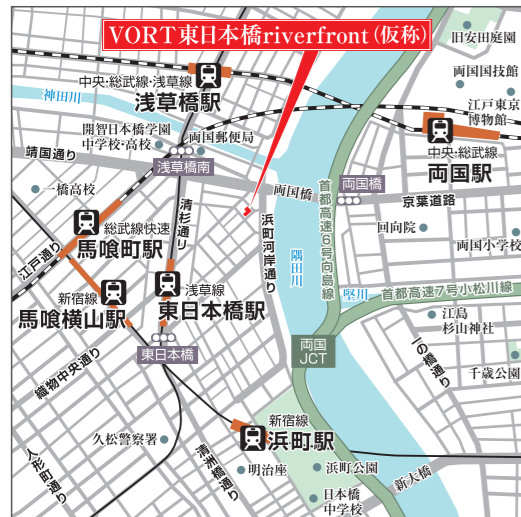 VORT東日本橋riverfront(仮称)
旧安田庭園
中央・総武線・浅草線
浅草橋駅
両国国技館
神田川
江戸東京
博物館
開智日本橋学園
中学校・高校
両国郵便局
中央・総武線
両国駅
靖国通り
浅草橋南
両国橋
両国橋
京葉道路
一橋高校
清杉通り
首都高速6号向島線
回向院
総武線快速
馬喰町駅
浜町河岸通り
両国小学校
江戸通り
隅田川
竪川
首都高速7号小松川線
新宿線
馬喰横山駅
浅草線
東日本橋駅
江島
杉山神社
東日本橋
両国
JCT
一の橋通り
千歳公園
織物中央通り
新宿線
浜町駅
久松警察署
清洲橋通り
人形町通り
明治座
浜町公園
新大橋
日本橋
中学校